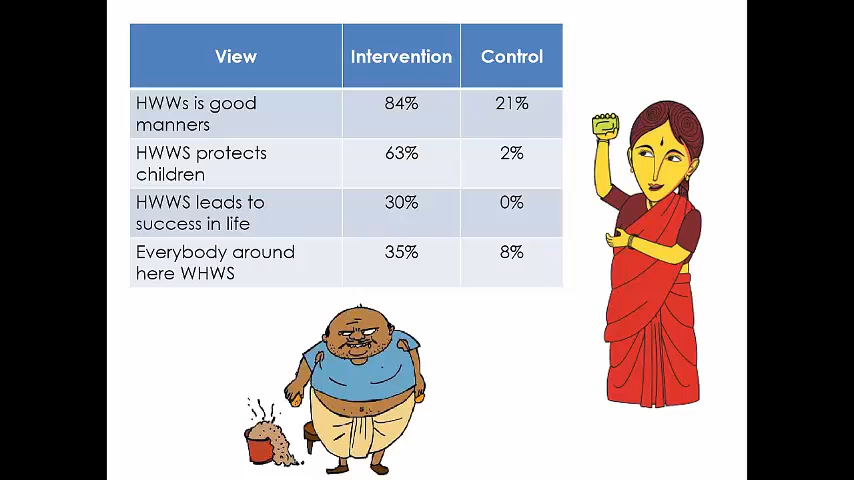 View Intervention Control
HWWs is good 84% 21%
manners
HWWS protects 63% 2%
children
HWWS leads to 30% 0%
success in life
Everybody around 35% 8%
here WHWS